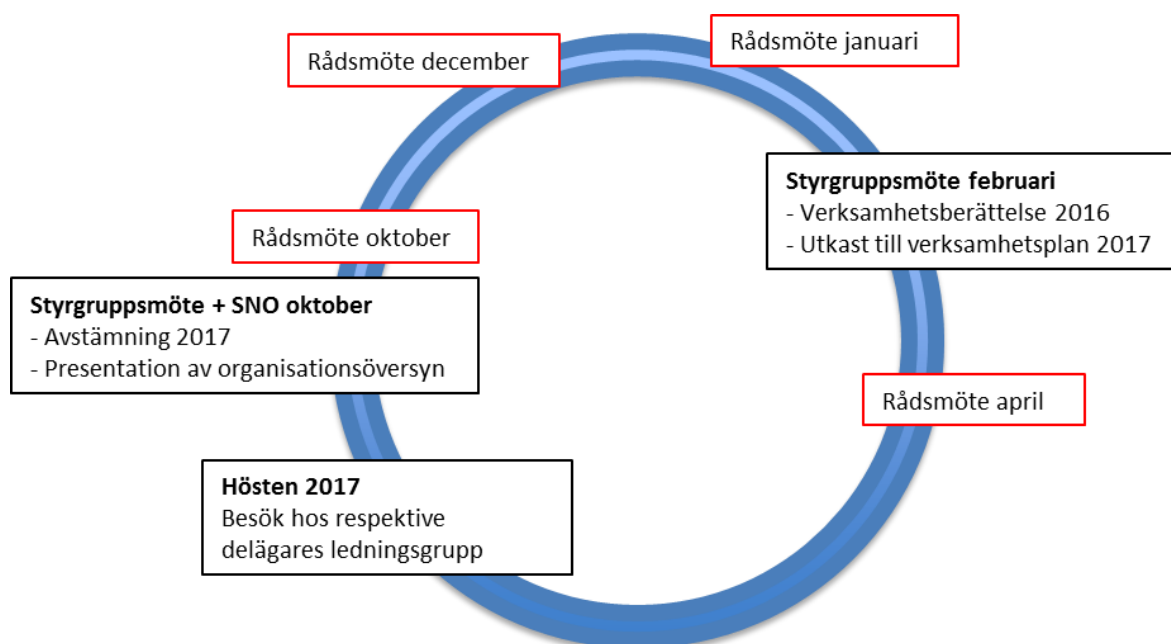 Rådsmöte januari
Rådsmöte december
Styrgruppsmöte februari
- Verksamhetsberättelse 2016
- Utkast till verksamhetsplan 2017
Rådsmöte oktober
Styrgruppsmöte + SNO oktober
- Avstämning 2017
- Presentation av organisationsöversyn
Rådsmöte april
Hösten 2017
Besök hos respektive
delägares ledningsgrupp